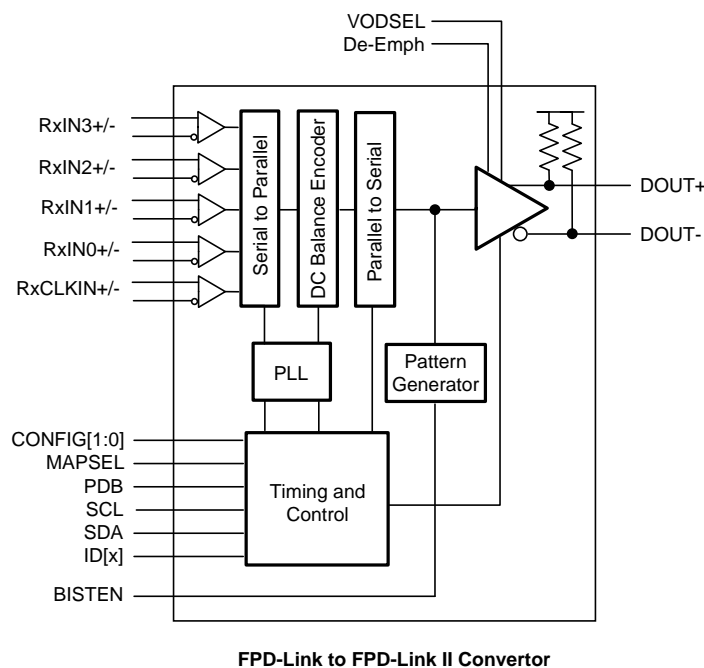 VODSEL
De-Emph
RxIN3+/-
RxIN2+/-
RxIN1+/-
RxIN0+/-
RxCLKIN+/-
Serial to Parallel
DC Balance Encoder
Parallel to Serial
DOUT+
DOUT-
PLL
Pattern
Generator
CONFIG[1:0]
MAPSEL
PDB
SCL
SDA
ID[x]
BISTEN
Timing and
Control
FPD-Link to FPD-Link II Convertor